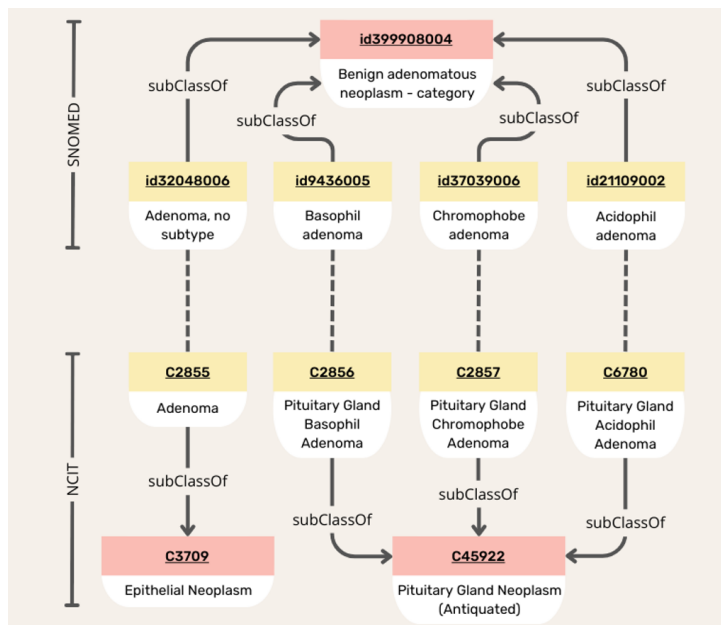 id399908004
Benign adenomatous
neoplasm - category
subClassOf
subClassOf
subClassOf
subClassOf
SNOMED
id32048006
Adenoma, no
subtype
id9436005
Basophil
adenoma
id37039006
Chromophobe
adenoma
id21109002
Acidophil
adenoma
C2855
Adenoma
C2856
Pituitary Gland
Basophil
Adenoma
C2857
Pituitary Gland
Chromophobe
Adenoma
C6780
Pituitary Gland
Acidophil
Adenoma
NCIT
subClassOf
subClassOf
subClassOf
subClassOf
C3709
Epithelial Neoplasm
C45922
Pituitary Gland Neoplasm
(Antiquated)